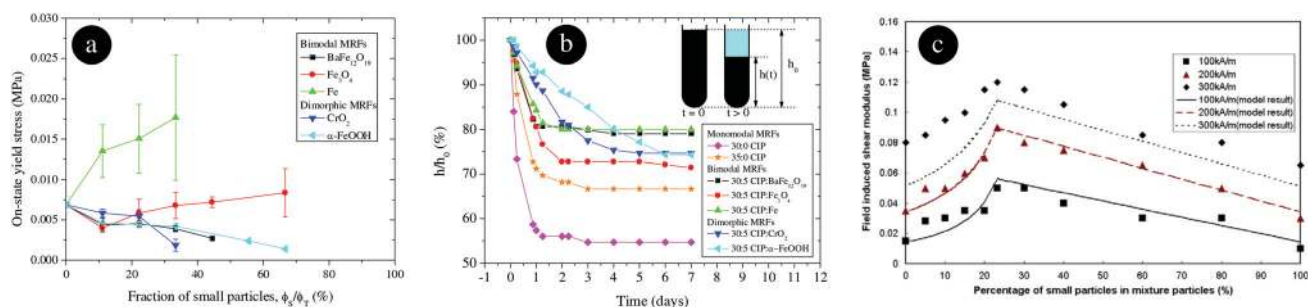 a
0.030
0.025
0.020
0.015
0.010
0.005
0.000
On-state yield stress (MPa)
0 20 40 60 80 100
Fraction of small particles, ϕS/ϕT (%)
Bimodal MRFs
BaFe12O19
Fe3O4
Fe
Dimorphic MRFs
CrO2
α-FeOOH
b
100
90
80
70
60
50
h/h0 (%)
-1 0 1 2 3 4 5 6 7 8 9 10 11 12
Time (days)
h(t)
h0
t = 0 t > 0
Monomodal MRFs
30:0 CIP
35:0 CIP
Bimodal MRFs
30:5 CIP:BaFe12O19
30:5 CIP:Fe3O4
30:5 CIP:Fe
Dimorphic MRFs
30:5 CIP:CrO2
30:5 CIP:α-FeOOH
c
0.16
0.14
0.12
0.1
0.08
0.06
0.04
0.02
0
Field induced shear modulus (MPa)
0 20 40 60 80 100
Percentage of small particles in mixture particles (%)
100kA/m
200kA/m
300kA/m
100kA/m(model result)
200kA/m(model result)
300kA/m(model result)